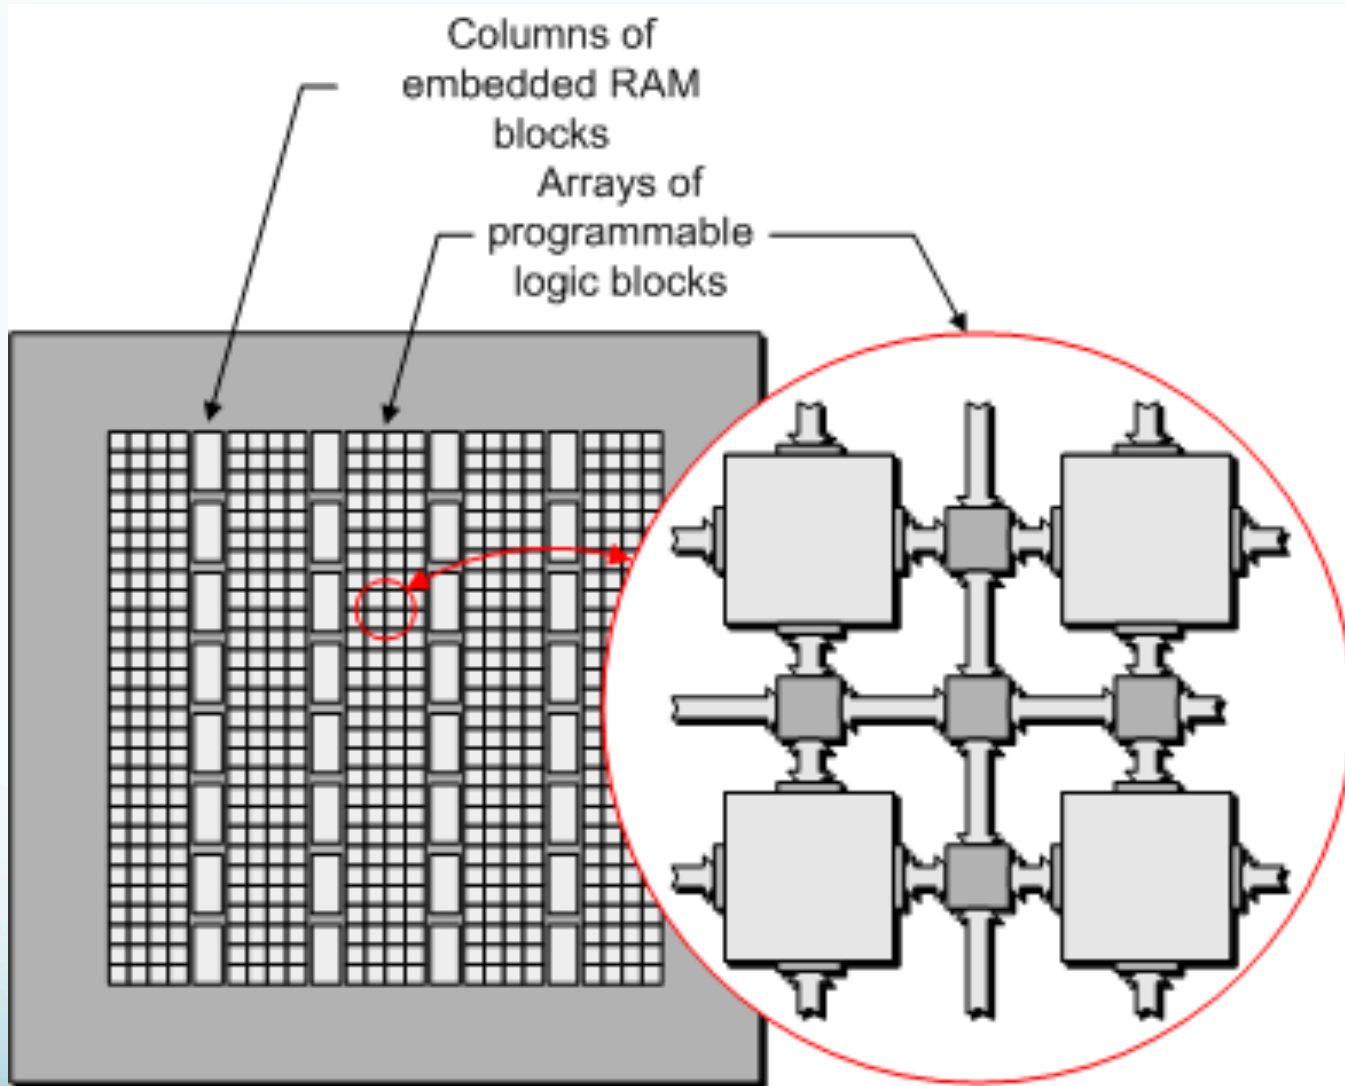 Columns of
embedded RAM
blocks
Arrays of
programmable
logic blocks